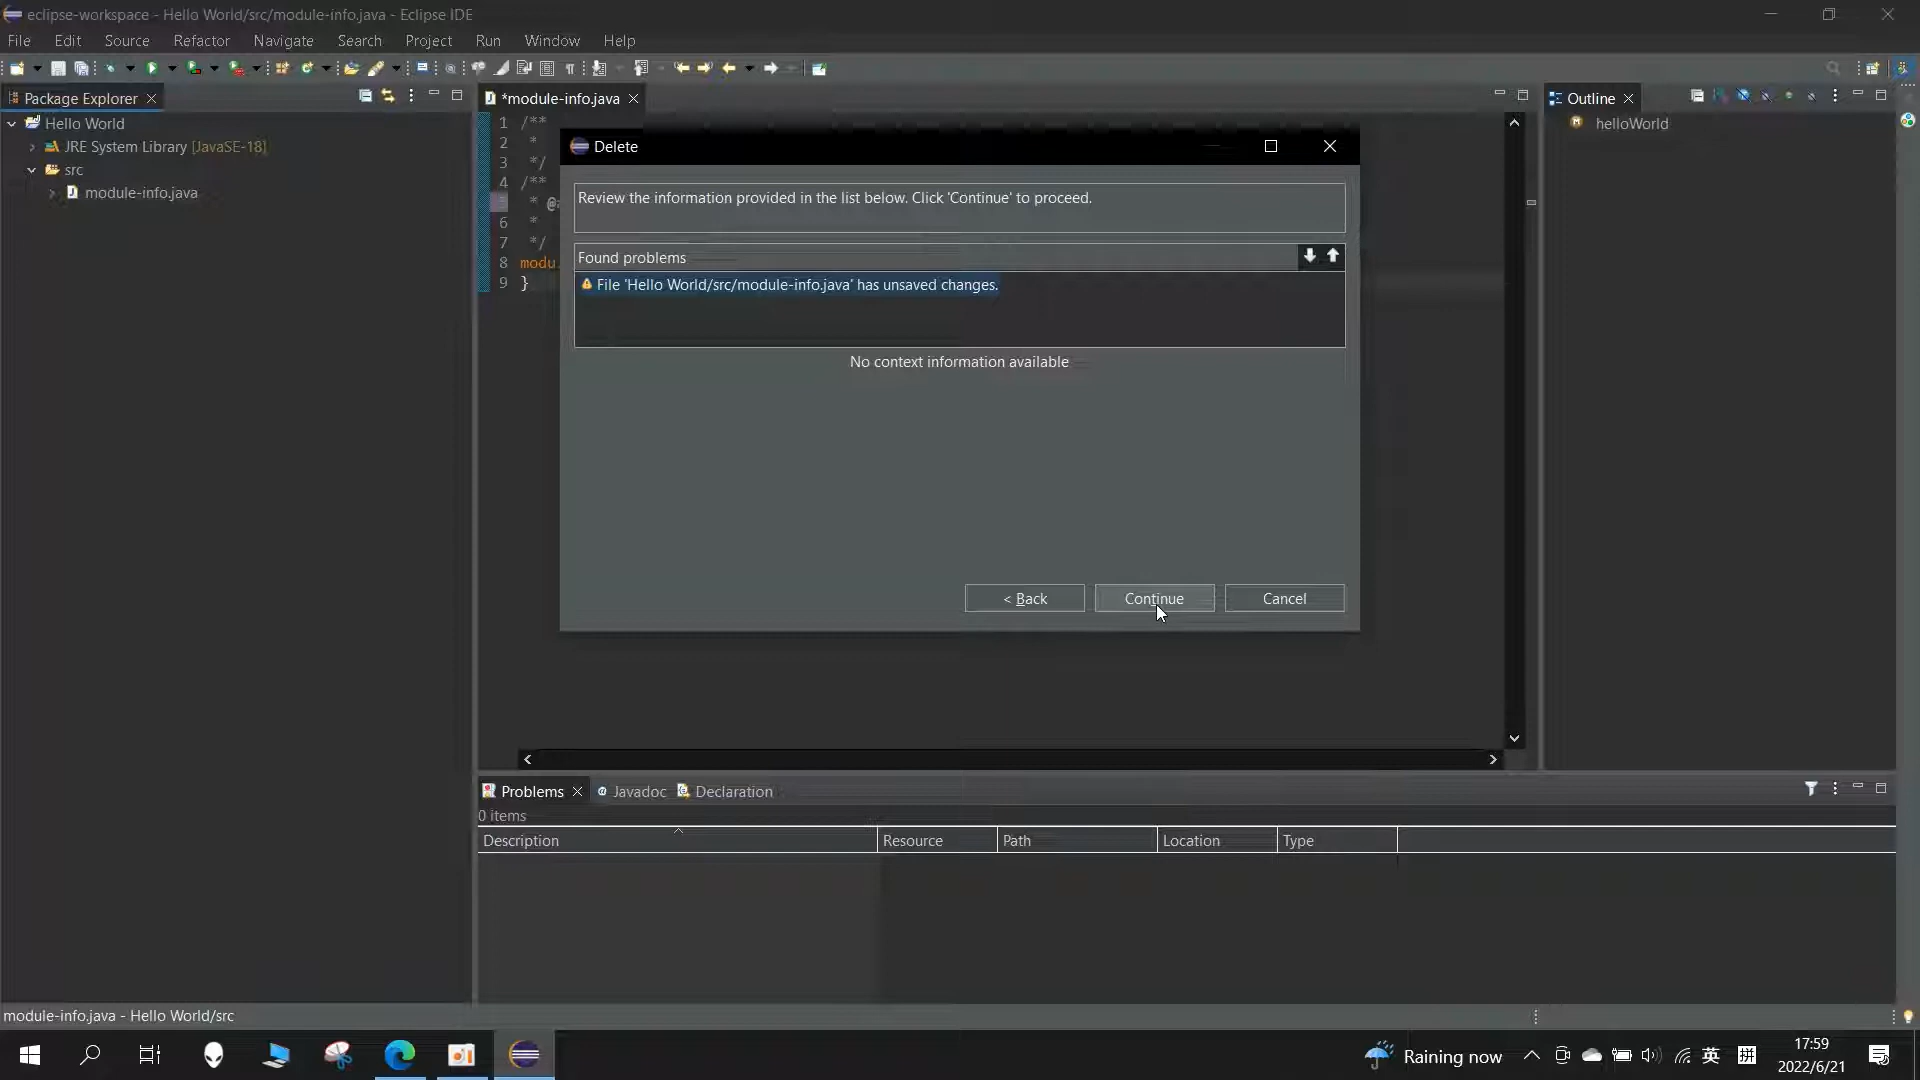 eclipse-workspace - Hello World/src/module-info.java - Eclipse IDE
File Edit Source Refactor Navigate Search Project Run Window Help
Package Explorer
*module-info.java
Outline
Hello World
JRE System Library [JavaSE-18]
src
module-info.java
1 /**
2 *
3 */
4 /**
* @
6 *
7 */
8 modu
9 }
helloWorld
Delete
Review the information provided in the list below. Click 'Continue' to proceed.
Found problems
File 'Hello World/src/module-info.java' has unsaved changes.
No context information available
< Back
Continue
Cancel
Problems
Javadoc
Declaration
0 items
Description Resource Path Location Type
module-info.java - Hello World/src
Raining now
英
拼
17:59
2022/6/21